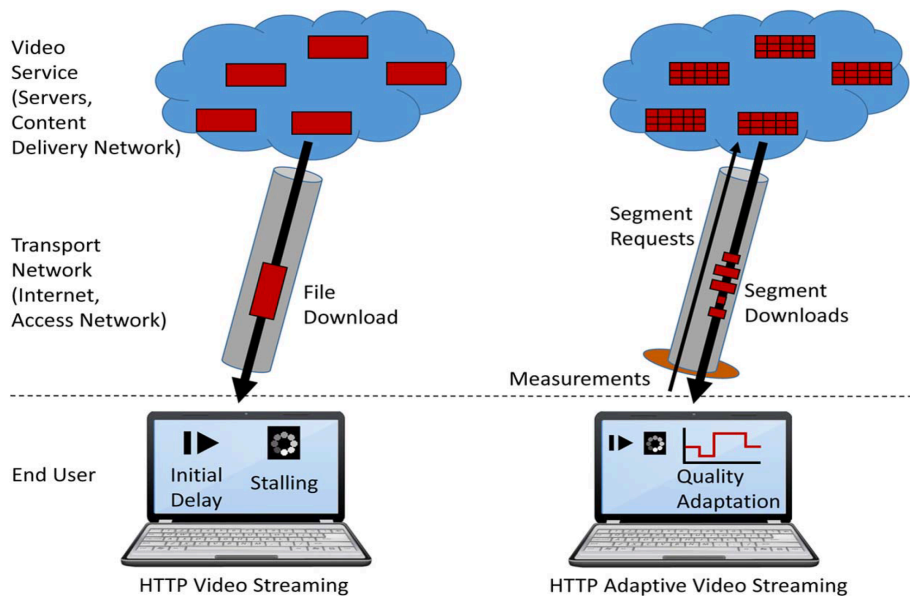 Video
Service
(Servers,
Content
Delivery Network)
Transport
Network
(Internet,
Access Network)
File
Download
Segment
Requests
Segment
Downloads
Measurements
End User
Initial
Delay
Stalling
Quality
Adaptation
HTTP Video Streaming
HTTP Adaptive Video Streaming